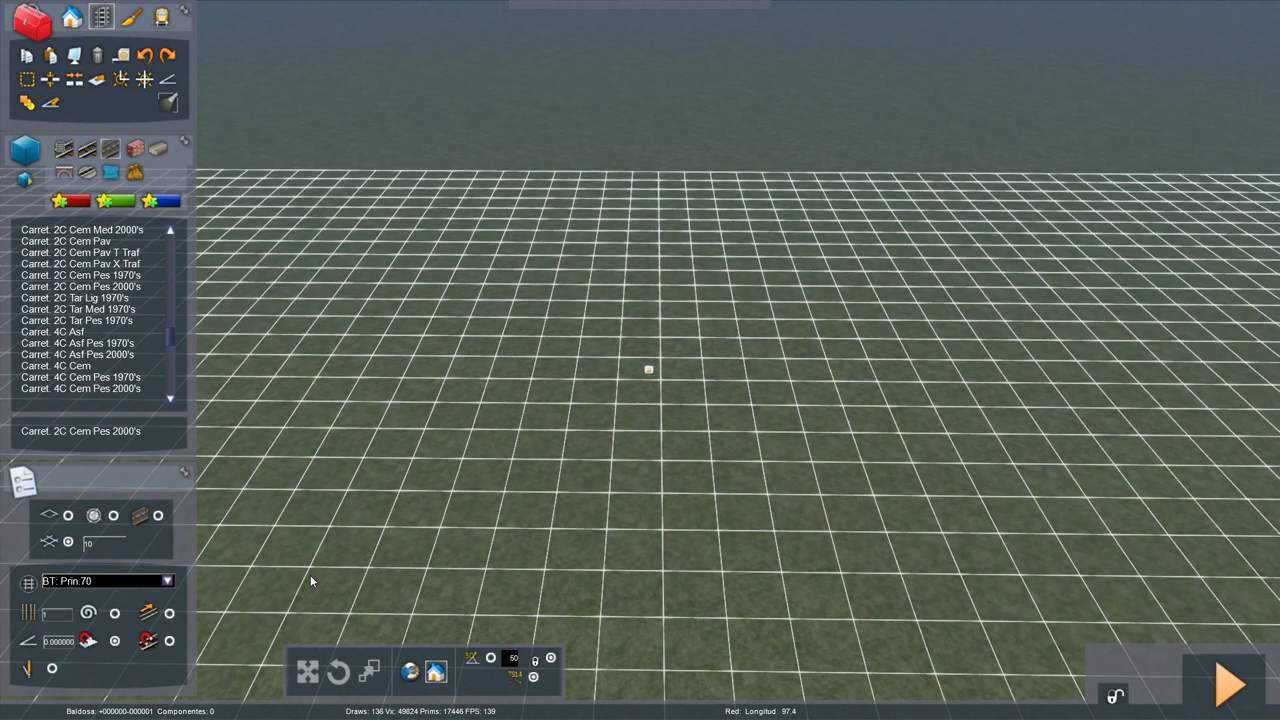 Carret. 2C Cem Med 2000's
Carret. 2C Cem Pav
Carret. 2C Cem Pav T Traf
Carret. 2C Cem Pav X Traf
Carret. 2C Cem Pes 1970's
Carret. 2C Cem Pes 2000's
Carret. 2C Tar Lig 1970's
Carret. 2C Tar Med 1970's
Carret. 2C Tar Pes 1970's
Carret. 4C Asf
Carret. 4C Asf Pes 1970's
Carret. 4C Asf Pes 2000's
Carret. 4C Cem
Carret. 4C Cem Pes 1970's
Carret. 4C Cem Pes 2000's
Carret. 2C Cem Pes 2000's
10
BT: Prin.70
1
0.000000
50
TS14
Baldosa: +000000-000001 Componentes: 0
Draws: 136 Vx: 49824 Prims: 17446 FPS: 139
Red: Longitud 97.4